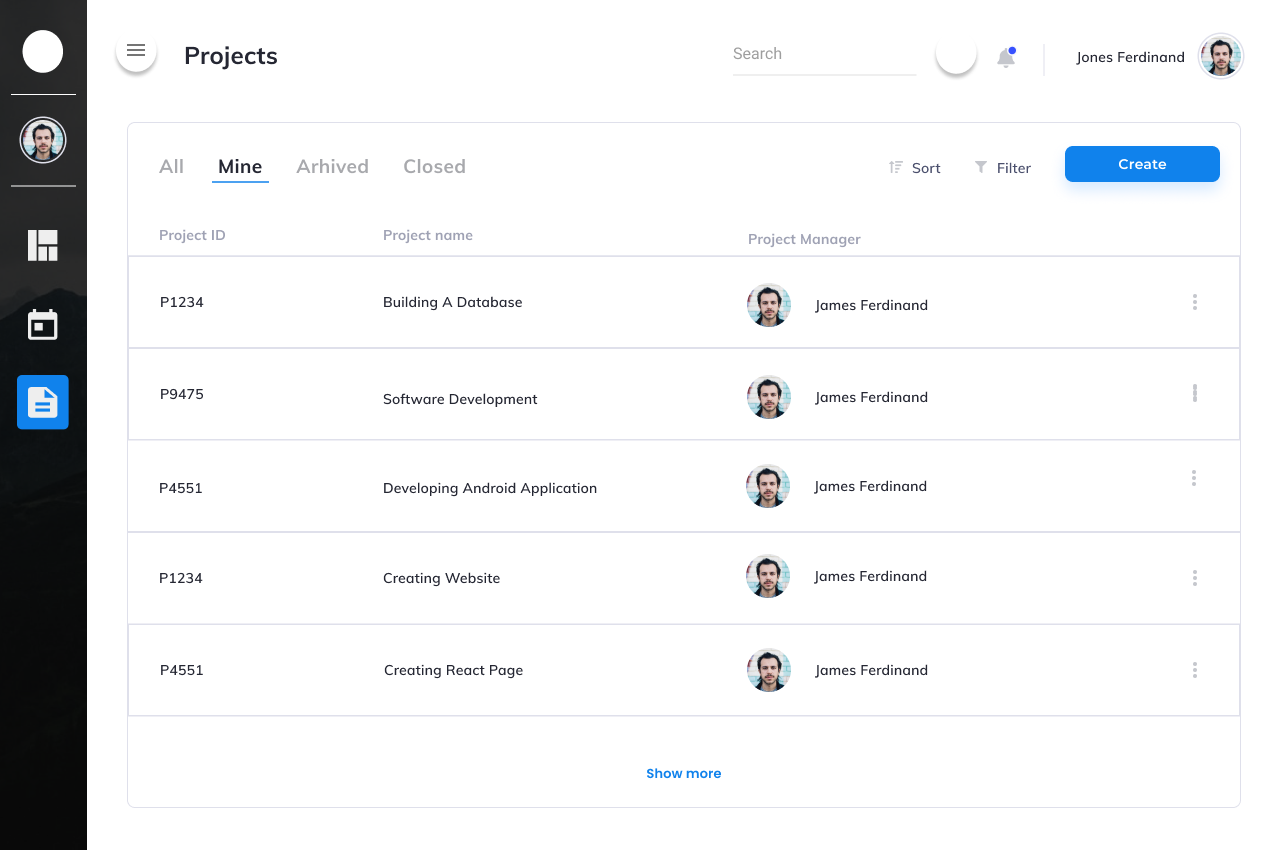 Projects
Search
Jones Ferdinand
All Mine Arhived Closed
Sort Filter Create
Project ID Project name Project Manager
P1234 Building A Database James Ferdinand
P9475 Software Development James Ferdinand
P4551 Developing Android Application James Ferdinand
P1234 Creating Website James Ferdinand
P4551 Creating React Page James Ferdinand
Show more